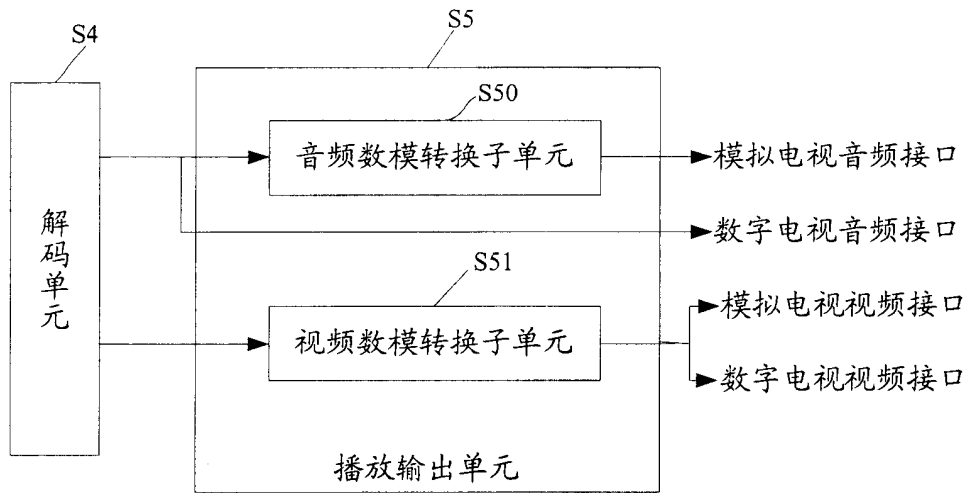 S4
S5
S50
音频数模转换子单元
模拟电视音频接口
解码单元
数字电视音频接口
S51
视频数模转换子单元
模拟电视视频接口
数字电视视频接口
播放输出单元